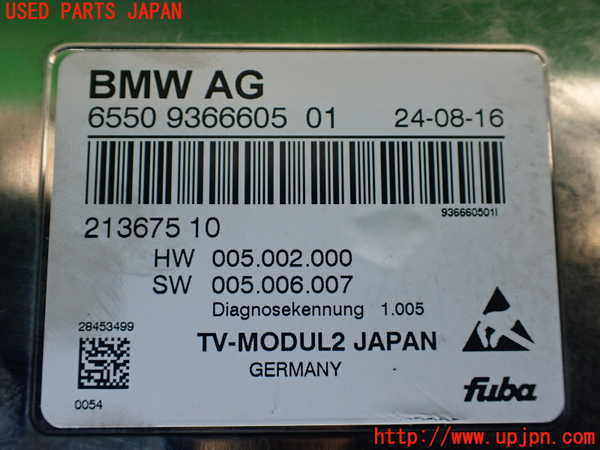 USED PARTS JAPAN
BMW AG
6550 9366605 01 24-08-16
936660501I
213675 10
HW 005.002.000
SW 005.006.007
Diagnosekennung 1.005
28453499
TV-MODUL2 JAPAN
GERMANY
0054
fuba
http://www.upjpn.com